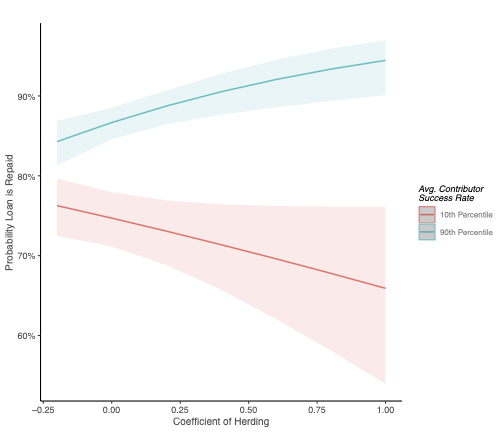 90%
80%
70%
60%
Probability Loan is Repaid
−0.25
0.00
0.25
0.50
0.75
1.00
Coefficient of Herding
Avg. Contributor
Success Rate
10th Percentile
90th Percentile